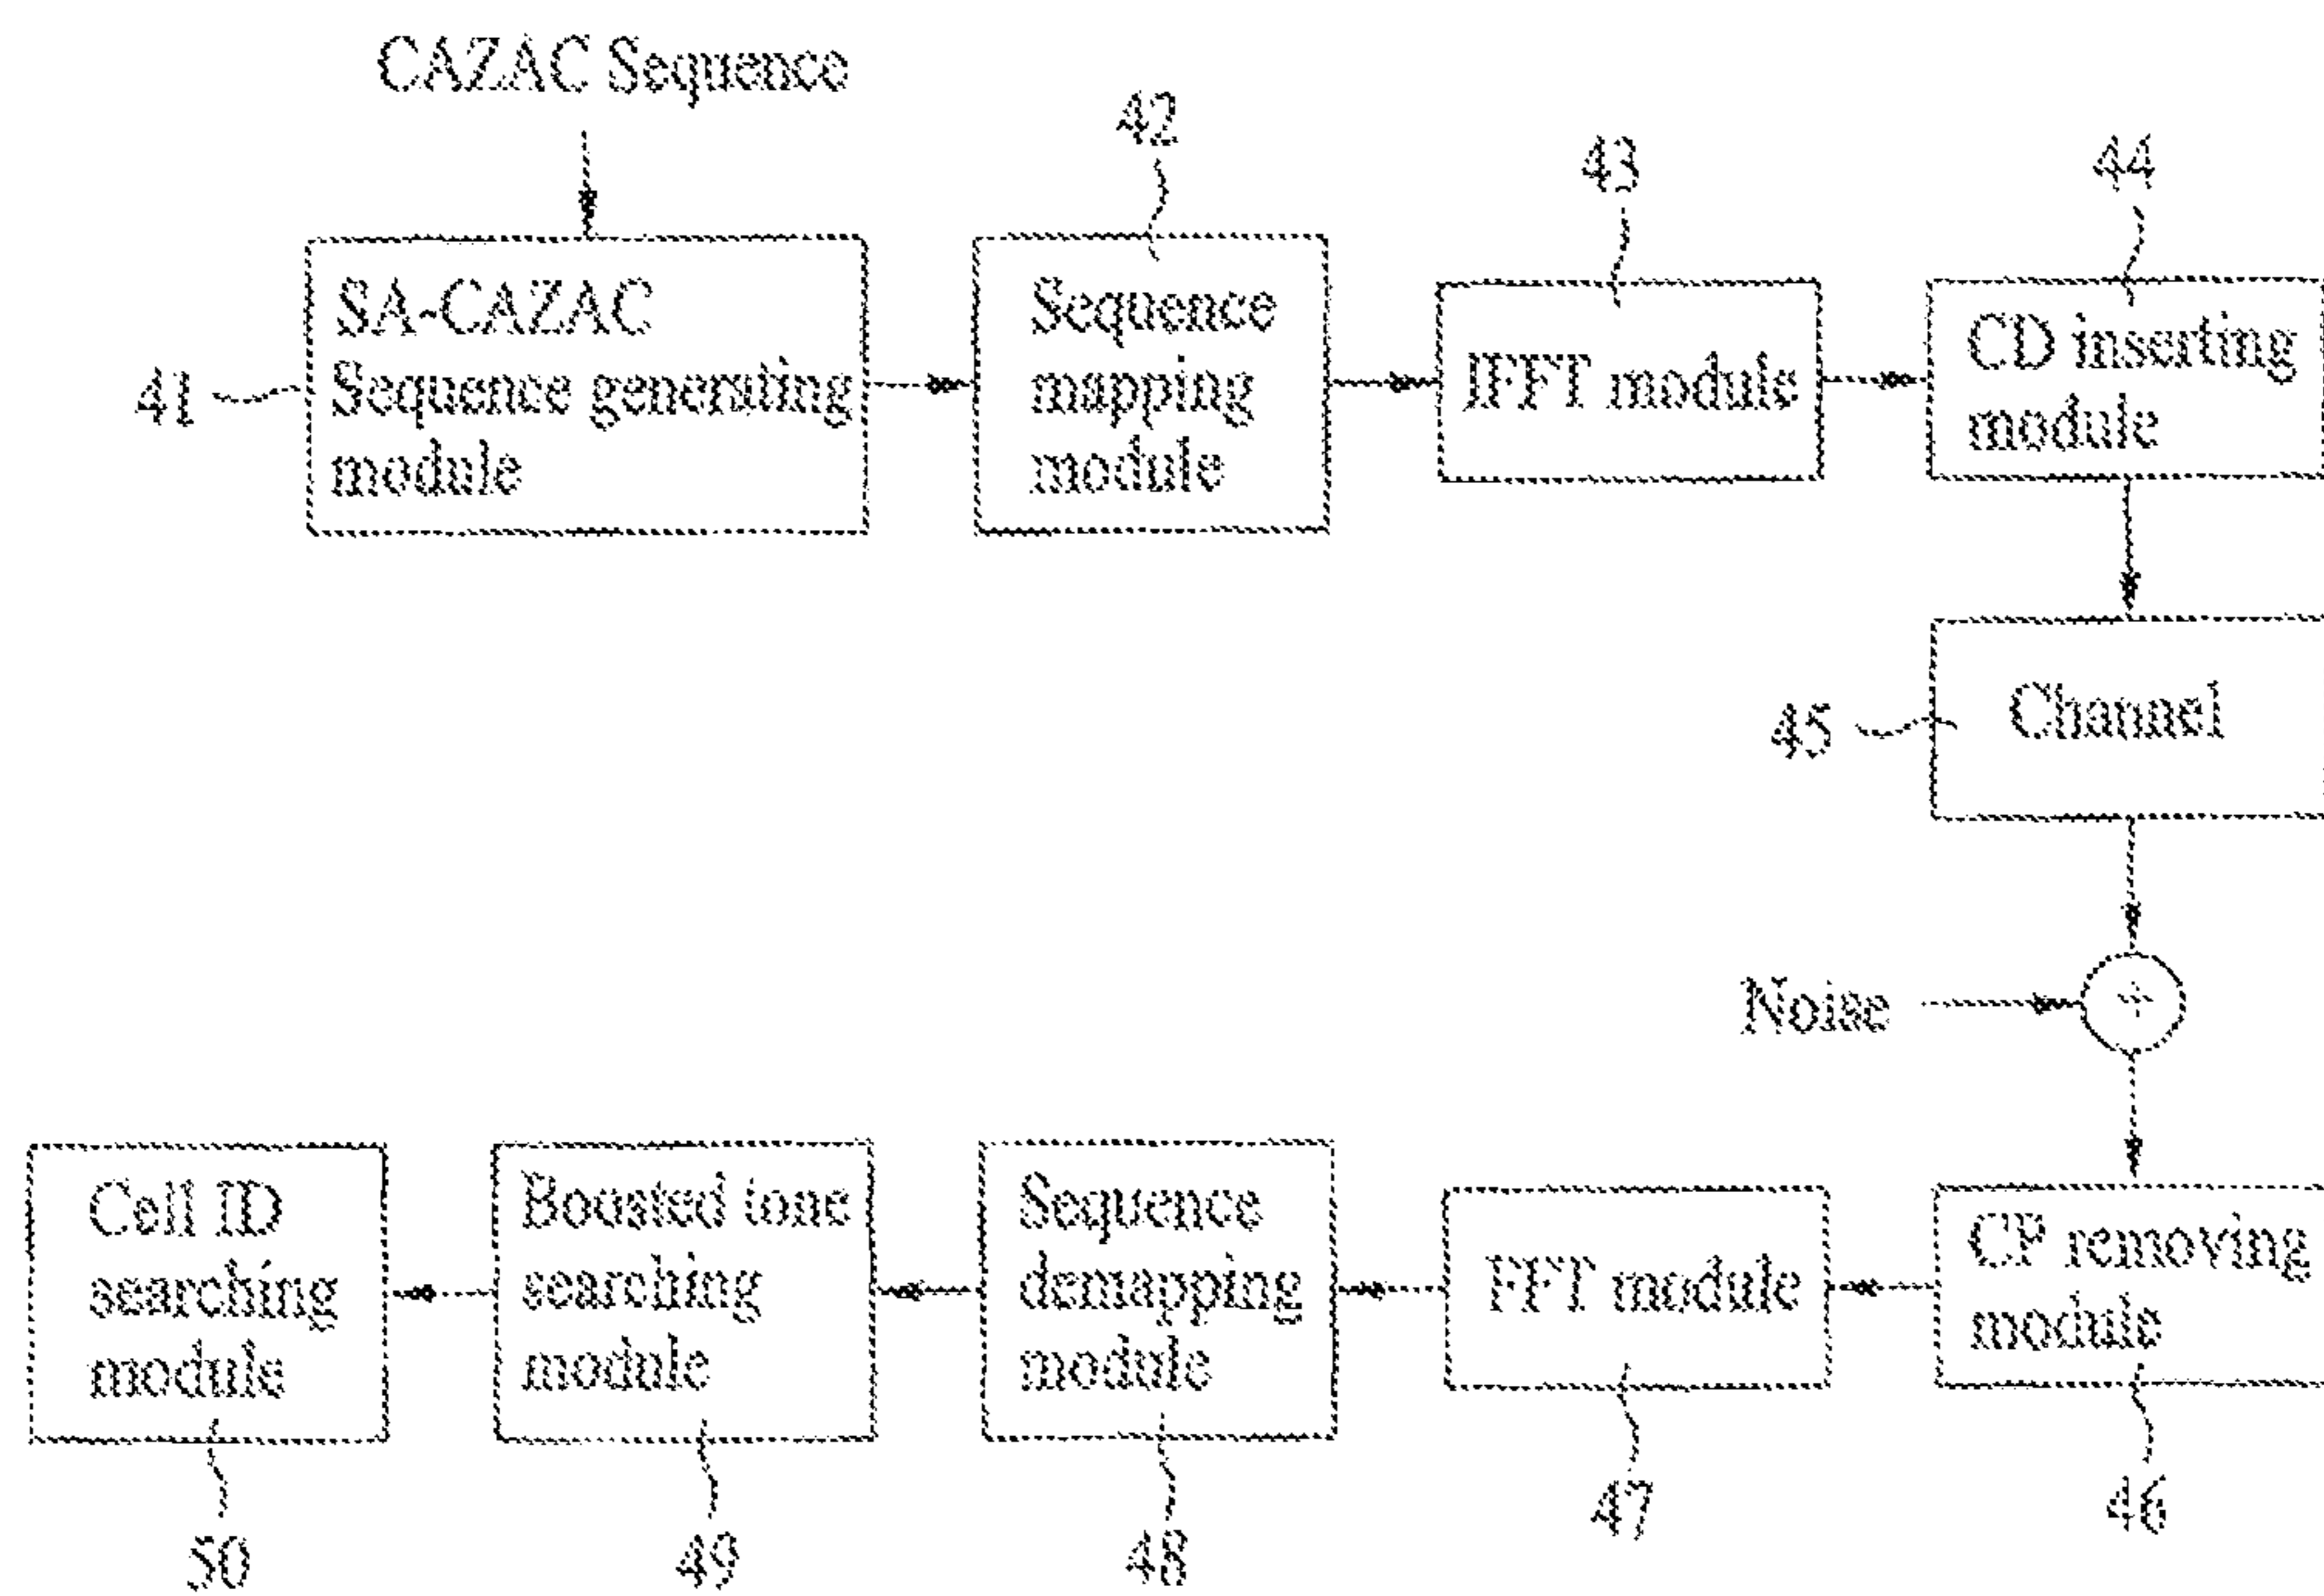 CAZAC Sequence
42
43
44
SA-CAZAC
Sequence generating
module
41
Sequence
mapping
module
IFFT module
CD inserting
module
45
Channel
Noise
+
Cell ID
searching
module
Boosted tone
searching
module
Sequence
demapping
module
FFT module
CP removing
module
50
49
48
47
46